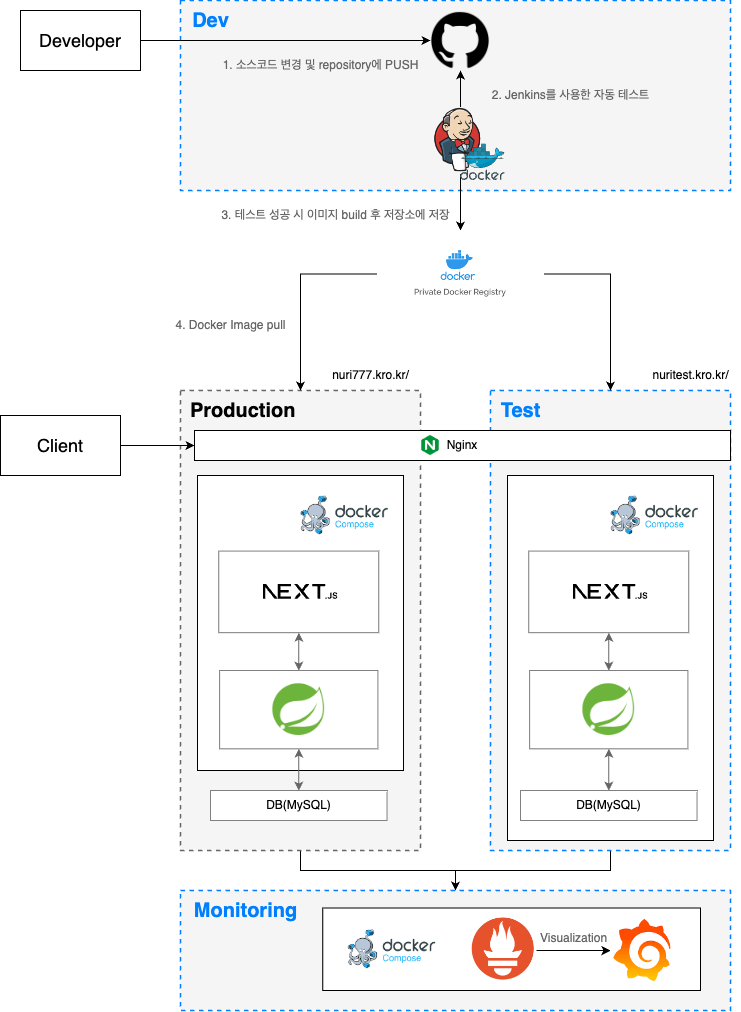 Dev
Developer
1. 소스코드 변경 및 repository에 PUSH
2. Jenkins를 사용한 자동 테스트
docker
3. 테스트 성공 시 이미지 build 후 저장소에 저장
docker
Private Docker Registry
4. Docker Image pull
nuri777.kro.kr/
nuritest.kro.kr/
Production
Test
Client
N
Nginx
docker
Compose
docker
Compose
NEXT.JS
NEXT.JS
DB(MySQL)
DB(MySQL)
Monitoring
docker
Compose
Visualization